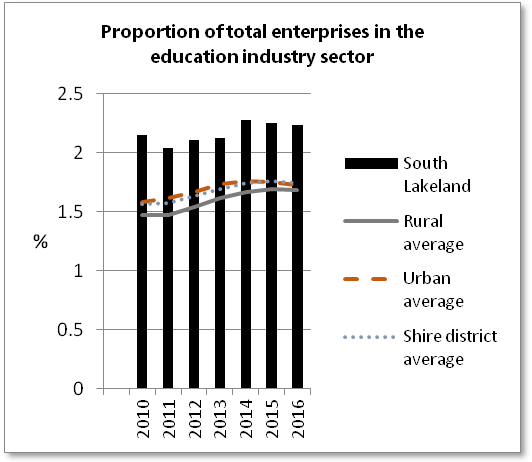 Proportion of total enterprises in the
education industry sector
2.5
2
1.5
1
0.5
0
%
2010
2011
2012
2013
2014
2015
2016
South
Lakeland
Rural
average
Urban
average
Shire district
average